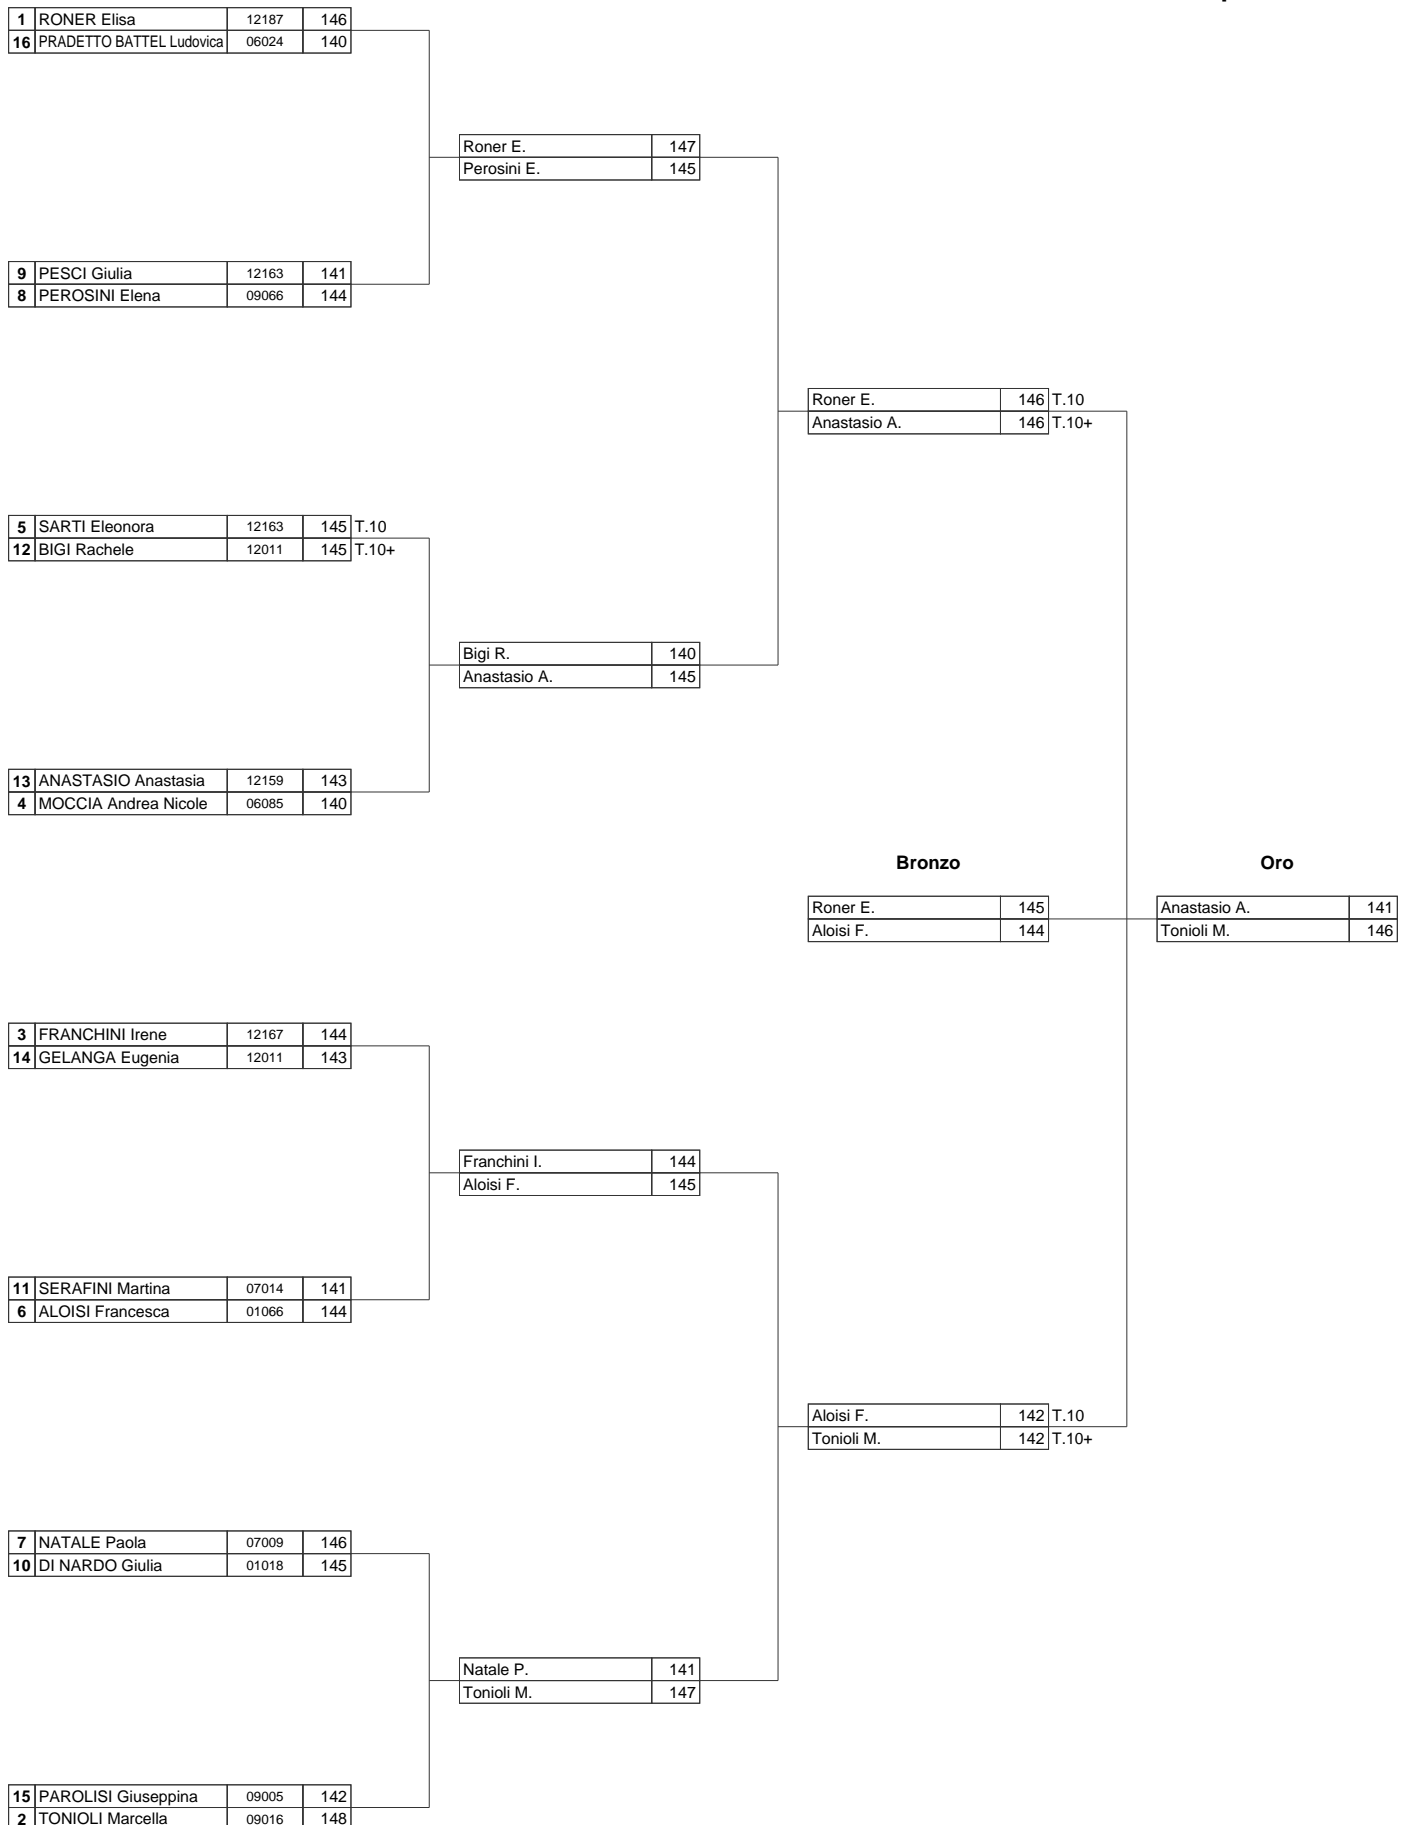 1 RONER Elisa 12187 146
16 PRADETTO BATTEL Ludovica 06024 140
Roner E. 147
Perosini E. 145
9 PESCI Giulia 12163 141
8 PEROSINI Elena 09066 144
Roner E. 146 T.10
Anastasio A. 146 T.10+
5 SARTI Eleonora 12163 145 T.10
12 BIGI Rachele 12011 145 T.10+
Bigi R. 140
Anastasio A. 145
13 ANASTASIO Anastasia 12159 143
4 MOCCIA Andrea Nicole 06085 140
Bronzo Oro
Roner E. 145 Anastasio A. 141
Aloisi F. 144 Tonioli M. 146
3 FRANCHINI Irene 12167 144
14 GELANGA Eugenia 12011 143
Franchini I. 144
Aloisi F. 145
11 SERAFINI Martina 07014 141
6 ALOISI Francesca 01066 144
Aloisi F. 142 T.10
Tonioli M. 142 T.10+
7 NATALE Paola 07009 146
10 DI NARDO Giulia 01018 145
Natale P. 141
Tonioli M. 147
15 PAROLISI Giuseppina 09005 142
2 TONIOLI Marcella 09016 148